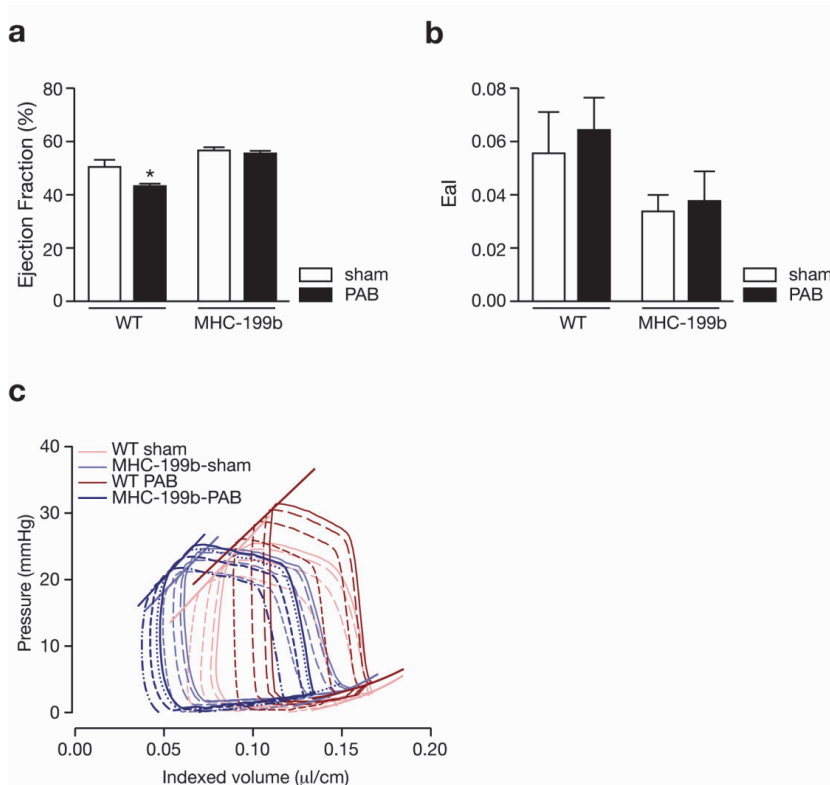 a
80
60
40
20
0
Ejection Fraction (%)
*
WT
MHC-199b
sham
PAB
b
0.08
0.06
0.04
0.02
0.00
EaI
WT
MHC-199b
sham
PAB
c
WT sham
MHC-199b-sham
WT PAB
MHC-199b-PAB
40
30
20
10
0
Pressure (mmHg)
0.00
0.05
0.10
0.15
0.20
Indexed volume (µl/cm)